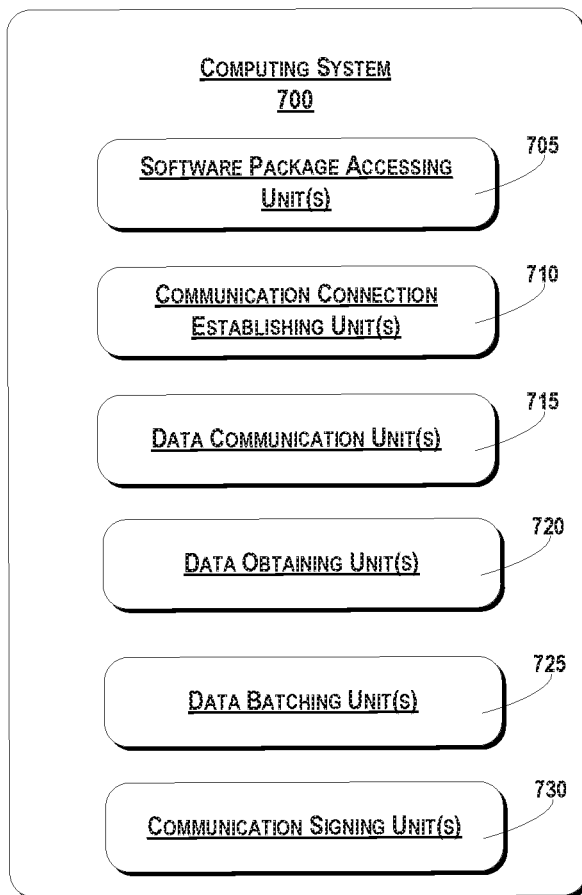 COMPUTING SYSTEM
700
705
SOFTWARE PACKAGE ACCESSING
UNIT(S)
710
COMMUNICATION CONNECTION
ESTABLISHING UNIT(S)
715
DATA COMMUNICATION UNIT(S)
720
DATA OBTAINING UNIT(S)
725
DATA BATCHING UNIT(S)
730
COMMUNICATION SIGNING UNIT(S)